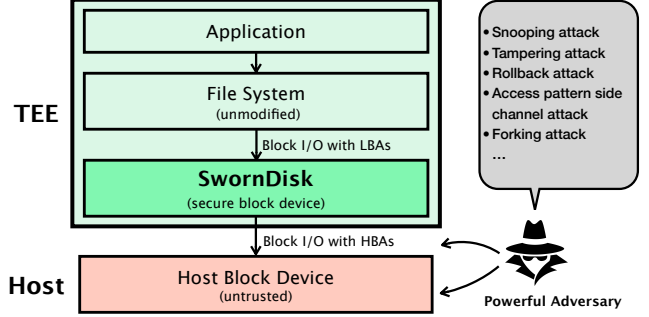 Application
File System
(unmodified)
TEE
Block I/O with LBAs
SwornDisk
(secure block device)
Block I/O with HBAs
Host
Host Block Device
(untrusted)
• Snooping attack
• Tampering attack
• Rollback attack
• Access pattern side
channel attack
• Forking attack
...
Powerful Adversary